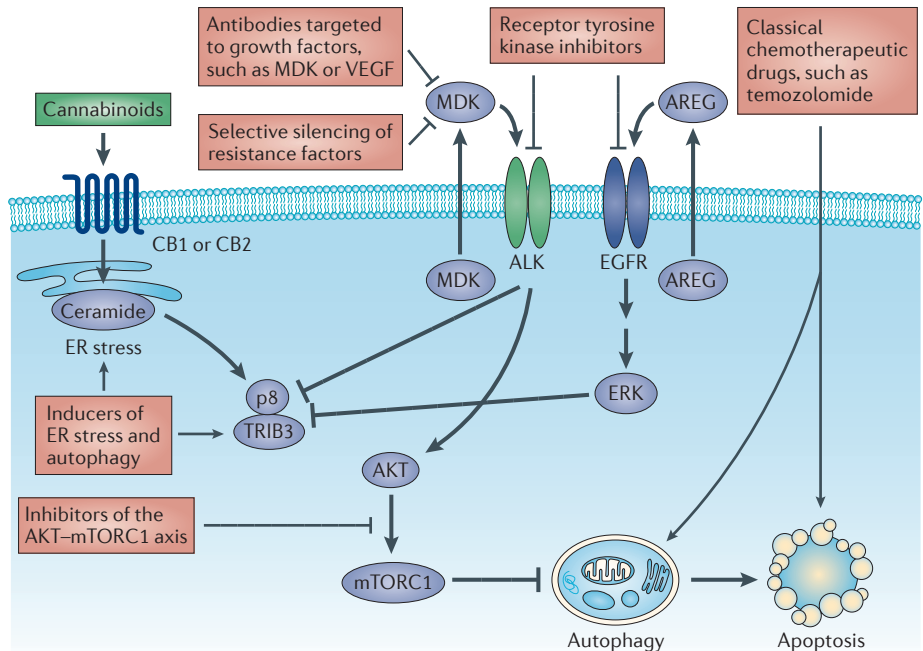 Antibodies targeted
to growth factors,
such as MDK or VEGF
Receptor tyrosine
kinase inhibitors
Classical
chemotherapeutic
drugs, such as
temozolomide
Cannabinoids
MDK
AREG
Selective silencing of
resistance factors
CB1 or CB2
ALK
EGFR
MDK
AREG
Ceramide
ER stress
p8
TRIB3
ERK
Inducers of
ER stress and
autophagy
AKT
Inhibitors of the
AKT–mTORC1 axis
mTORC1
Autophagy
Apoptosis